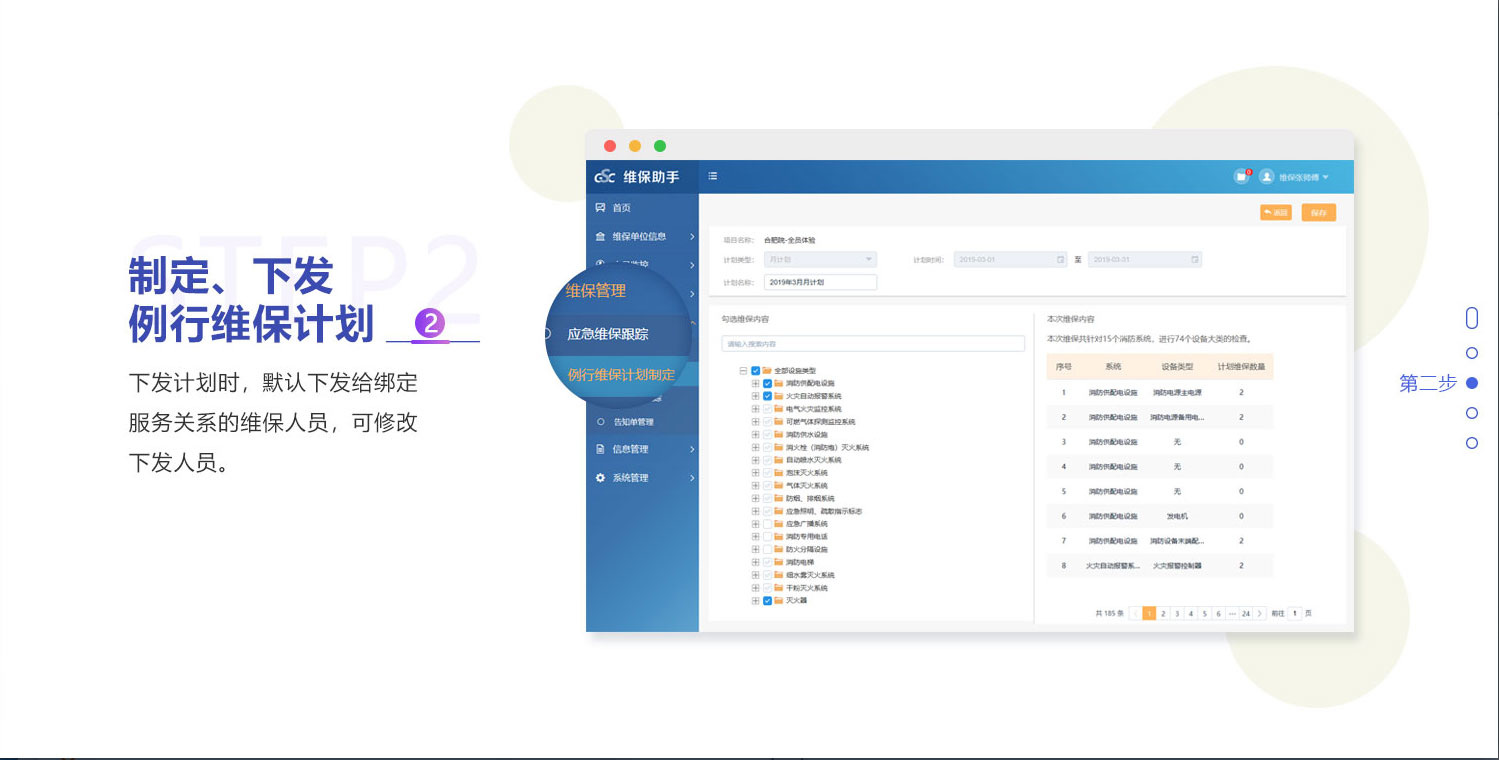 STEP2
制定、下发
例行维保计划
2
下发计划时，默认下发给绑定
服务关系的维保人员，可修改
下发人员。
CSC 维保助手
维保张师傅
首页
维保单位信息
维保管理
应急维保跟踪
例行维保计划制定
告知单管理
信息管理
系统管理
返回
保存
项目名称： 合肥院-全员体验
计划类型： 月计划
计划时间： 2019-03-01 至 2019-03-31
计划名称： 2019年3月月计划
勾选维保内容
请输入搜索内容
全部设施类型
消防供配电设施
火灾自动报警系统
电气火灾监控系统
可燃气体探测监控系统
消防供水设施
消火栓（消防炮）灭火系统
自动喷水灭火系统
泡沫灭火系统
气体灭火系统
防烟、排烟系统
应急照明、疏散指示标志
应急广播系统
消防专用电话
防火分隔设施
消防电梯
细水雾灭火系统
干粉灭火系统
灭火器
本次维保内容
本次维保共针对15个消防系统，进行74个设备大类的检查。
序号 系统 设备类型 计划维保数量
1 消防供配电设施 消防电源主电源 2
2 消防供配电设施 消防电源备用电... 2
3 消防供配电设施 无 0
4 消防供配电设施 无 0
5 消防供配电设施 无 0
6 消防供配电设施 发电机 0
7 消防供配电设施 消防设备末端配... 2
8 火灾自动报警系... 火灾报警控制器 2
共 185 条 1 2 3 4 5 6 ··· 24 前往 1 页
第二步